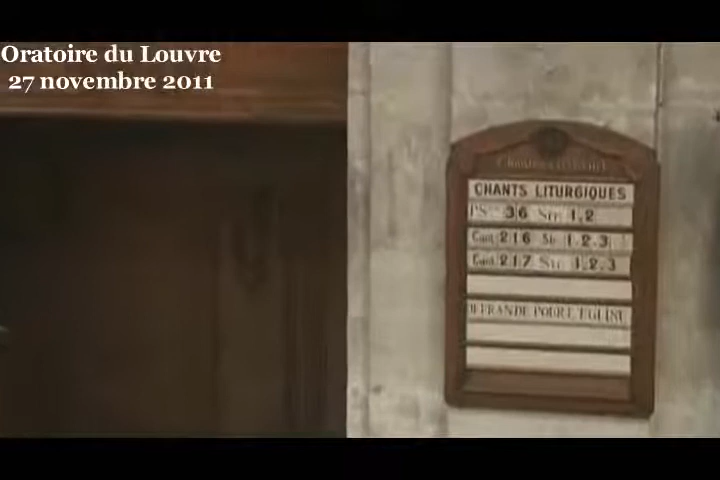 Oratoire du Louvre
27 novembre 2011
CHANTS LITURGIQUES
PS 36 Str 1,2
Cant 216 Str 1.2.3
Cant 217 Str 1.2.3
OFFRANDE POUR L'EGLISE